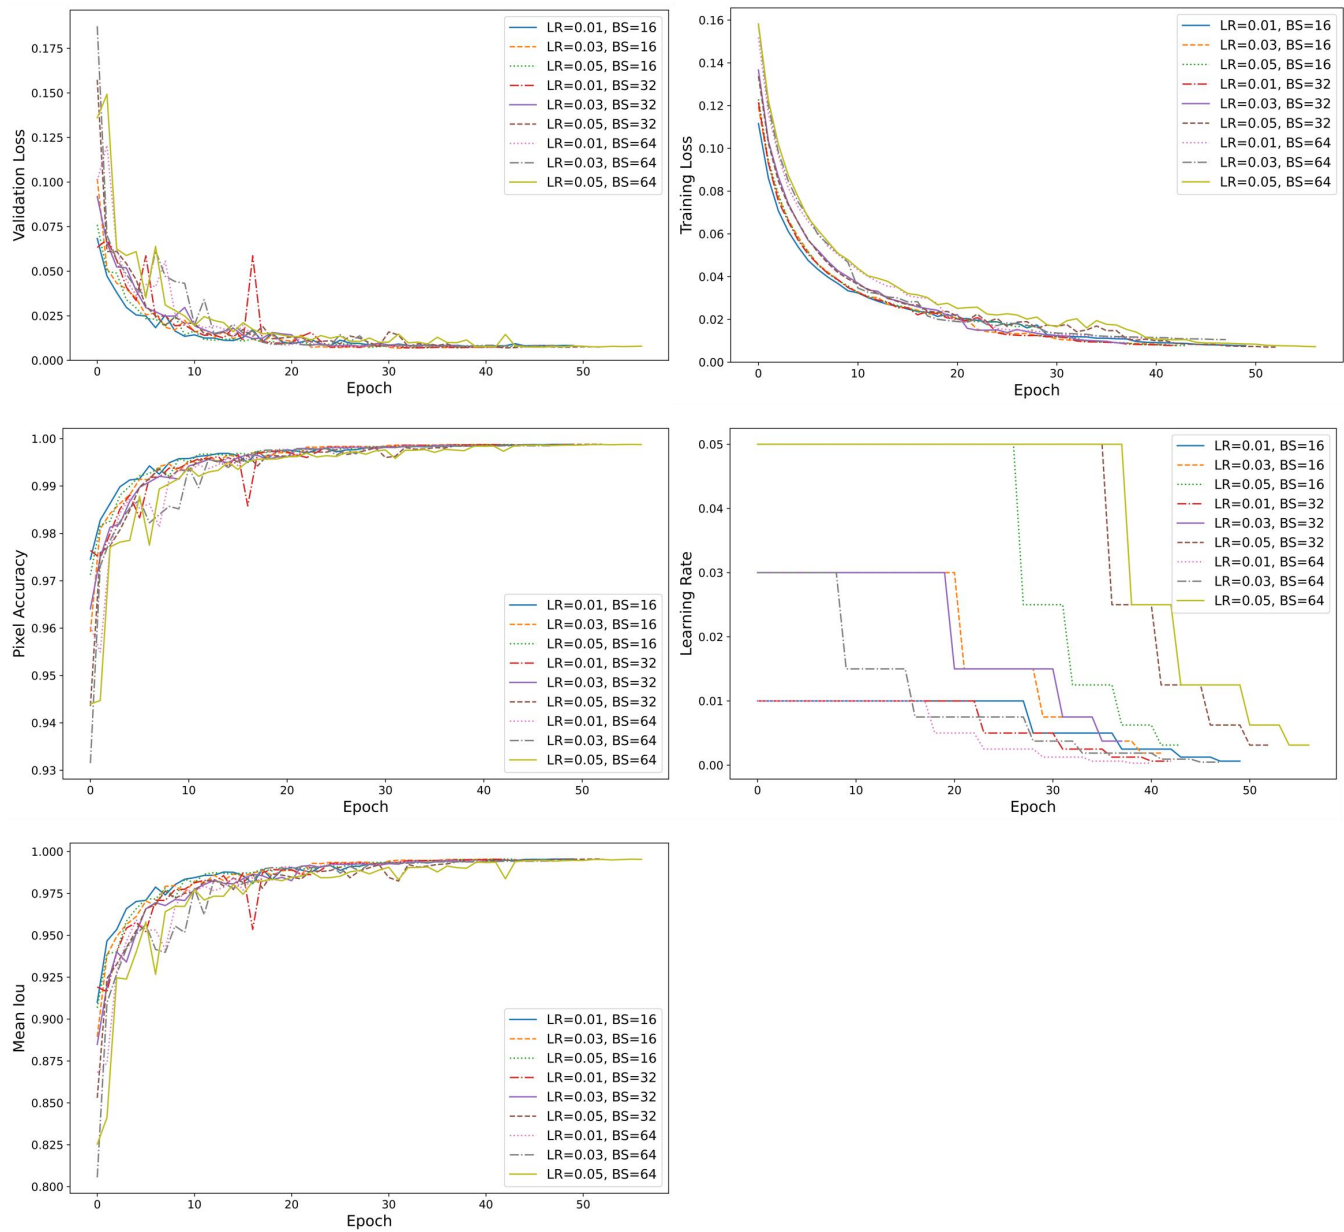 Validation Loss
0.175
0.150
0.125
0.100
0.075
0.050
0.025
0.000
0 10 20 30 40 50
Epoch
LR=0.01, BS=16
LR=0.03, BS=16
LR=0.05, BS=16
LR=0.01, BS=32
LR=0.03, BS=32
LR=0.05, BS=32
LR=0.01, BS=64
LR=0.03, BS=64
LR=0.05, BS=64
Training Loss
0.16
0.14
0.12
0.10
0.08
0.06
0.04
0.02
0.00
0 10 20 30 40 50
Epoch
LR=0.01, BS=16
LR=0.03, BS=16
LR=0.05, BS=16
LR=0.01, BS=32
LR=0.03, BS=32
LR=0.05, BS=32
LR=0.01, BS=64
LR=0.03, BS=64
LR=0.05, BS=64
Pixel Accuracy
1.00
0.99
0.98
0.97
0.96
0.95
0.94
0.93
0 10 20 30 40 50
Epoch
LR=0.01, BS=16
LR=0.03, BS=16
LR=0.05, BS=16
LR=0.01, BS=32
LR=0.03, BS=32
LR=0.05, BS=32
LR=0.01, BS=64
LR=0.03, BS=64
LR=0.05, BS=64
Learning Rate
0.05
0.04
0.03
0.02
0.01
0.00
0 10 20 30 40 50
Epoch
LR=0.01, BS=16
LR=0.03, BS=16
LR=0.05, BS=16
LR=0.01, BS=32
LR=0.03, BS=32
LR=0.05, BS=32
LR=0.01, BS=64
LR=0.03, BS=64
LR=0.05, BS=64
Mean Iou
1.000
0.975
0.950
0.925
0.900
0.875
0.850
0.825
0.800
0 10 20 30 40 50
Epoch
LR=0.01, BS=16
LR=0.03, BS=16
LR=0.05, BS=16
LR=0.01, BS=32
LR=0.03, BS=32
LR=0.05, BS=32
LR=0.01, BS=64
LR=0.03, BS=64
LR=0.05, BS=64